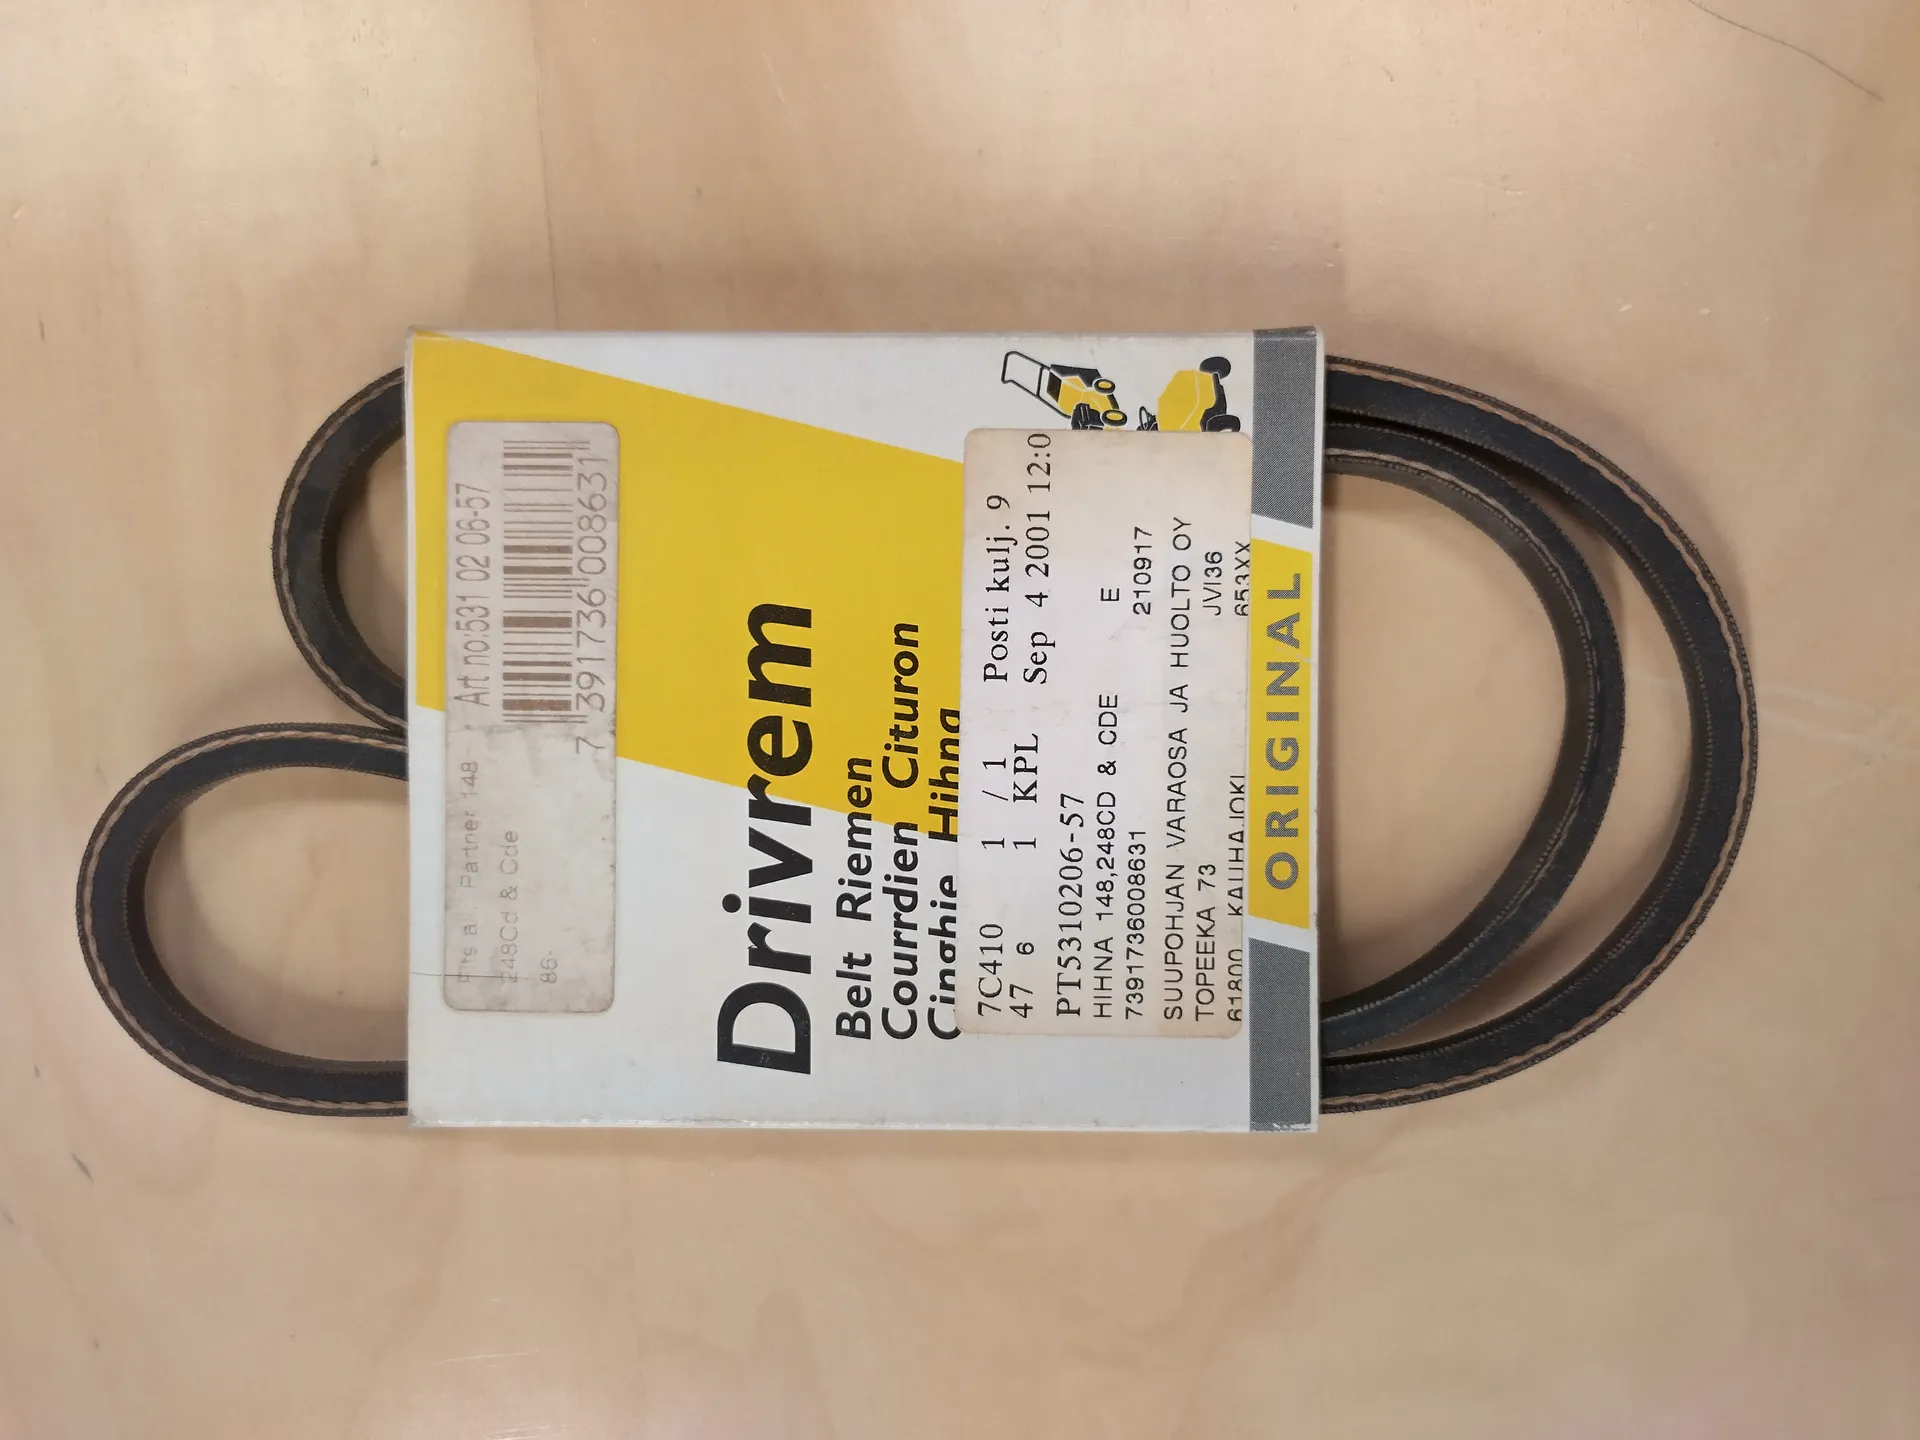 Art no:531 02 06-57
7 391736 008631
Partner 148
248Cd & Cde
86-
Drivrem
Belt Riemen
Courrdien Cituron
Cinghie Hihna
7C410 1 / 1 Posti kulj. 9
47 6 1 KPL Sep 4 2001 12:0
PT5310206-57
HIHNA 148,248CD & CDE E
7391736008631 210917
SUUPOHJAN VARAOSA JA HUOLTO OY
TOPEEKA 73 JVI36
61800 KAUHAJOKI 653XX
ORIGINAL